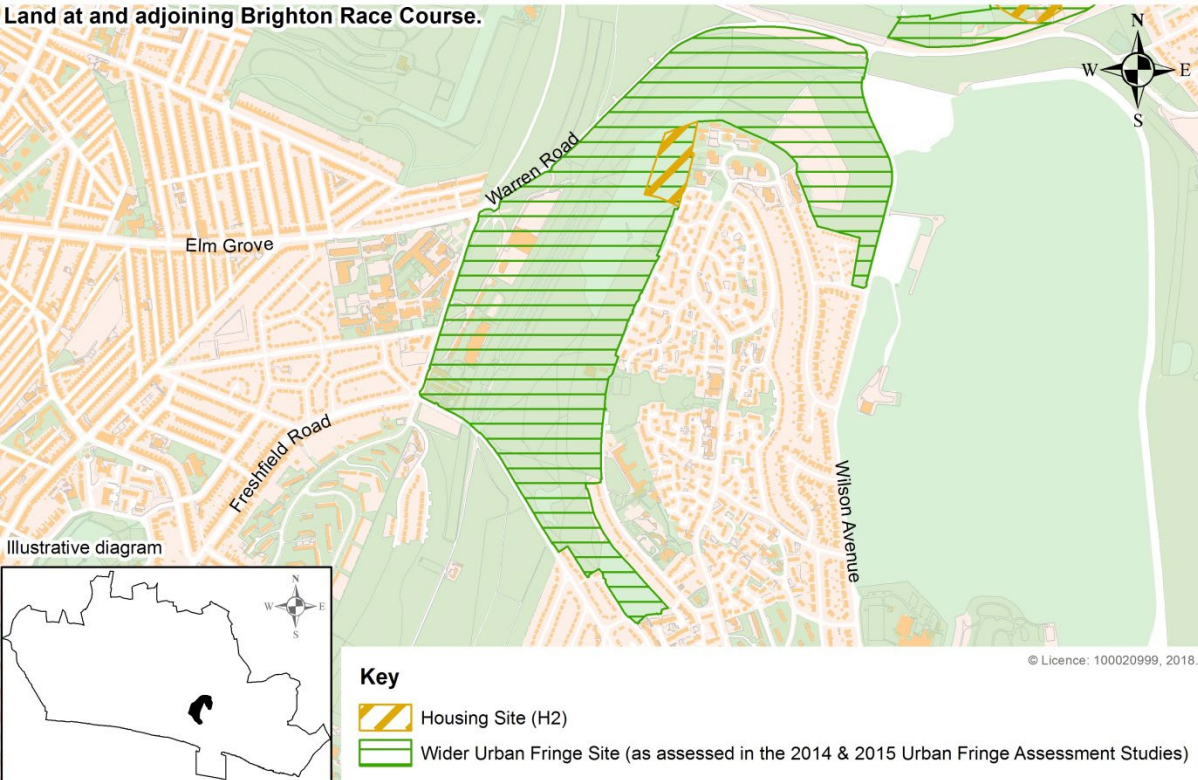 Land at and adjoining Brighton Race Course.
N
W E
S
Warren Road
Elm Grove
Freshfield Road
Wilson Avenue
Illustrative diagram
N
W E
S
© Licence: 100020999, 2018.
Key
Housing Site (H2)
Wider Urban Fringe Site (as assessed in the 2014 & 2015 Urban Fringe Assessment Studies)